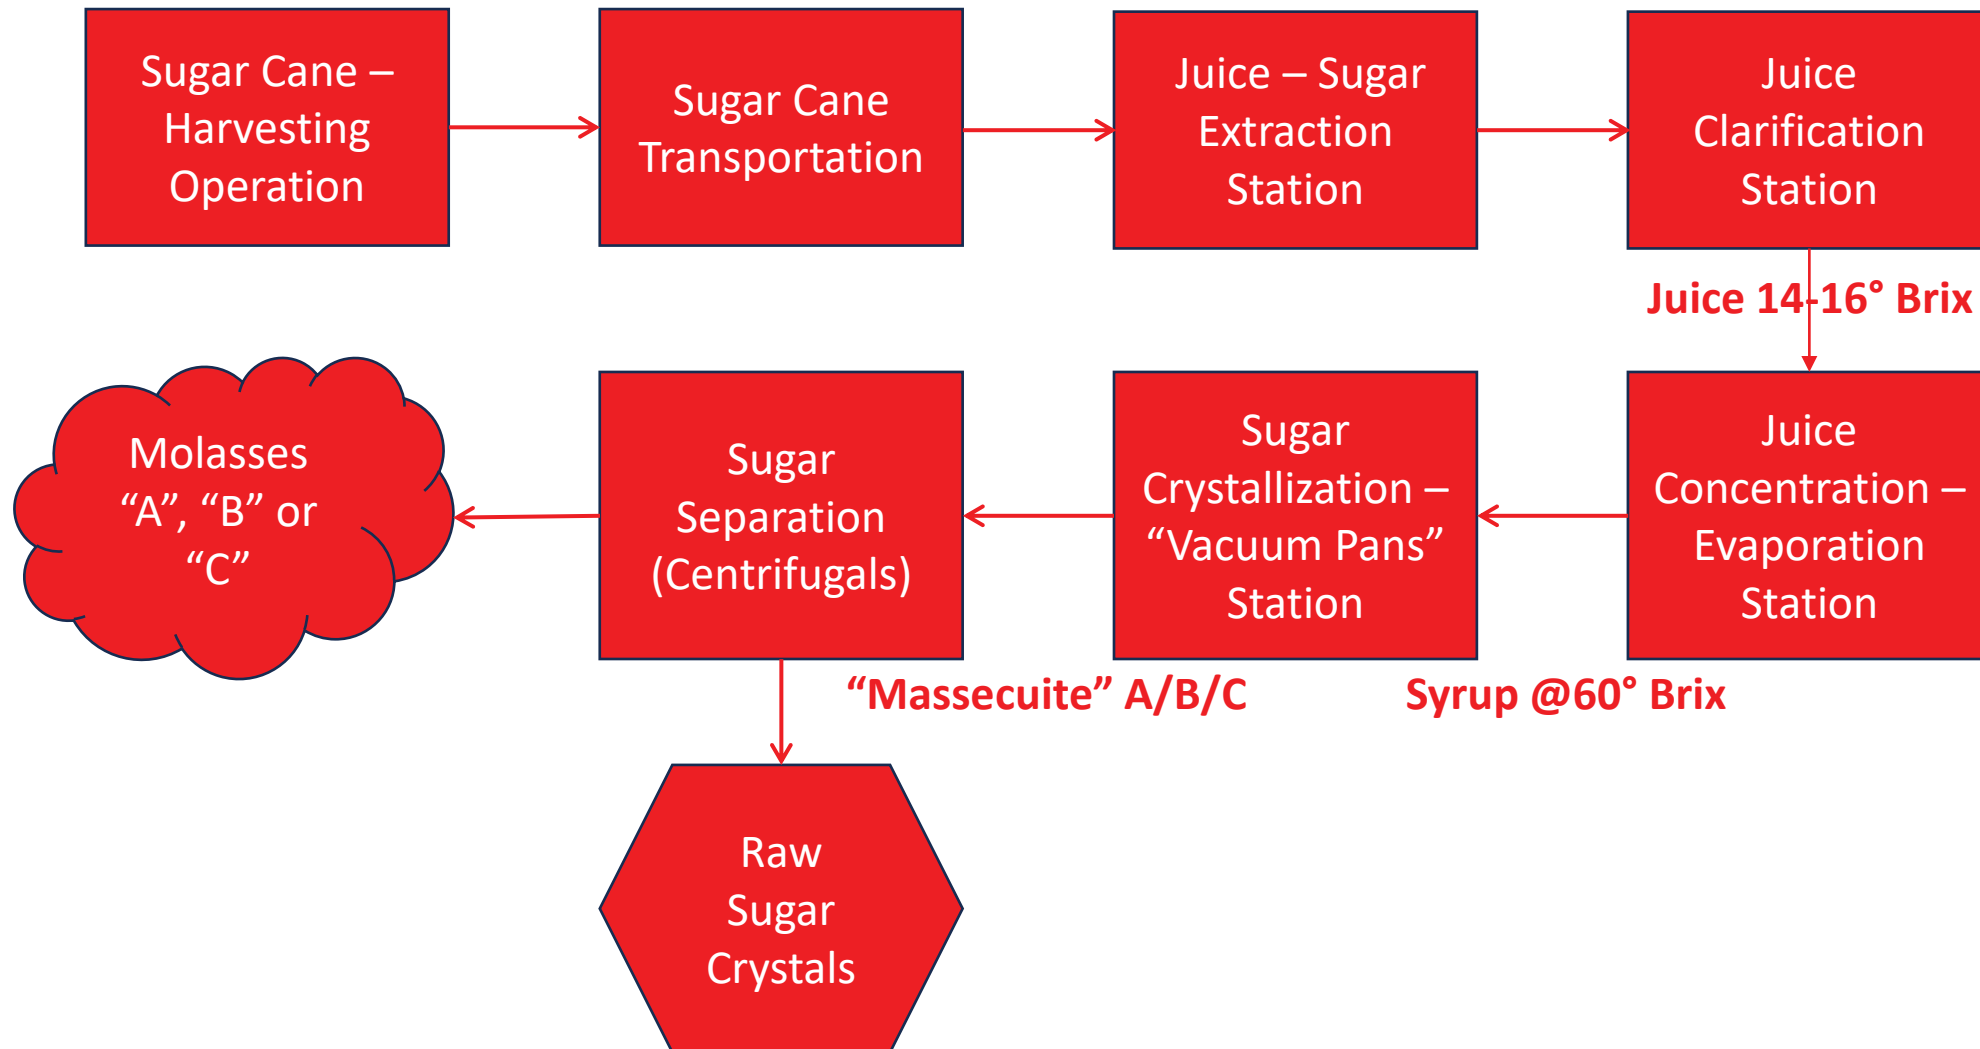 Sugar Cane –
Harvesting
Operation
Sugar Cane
Transportation
Juice – Sugar
Extraction
Station
Juice
Clarification
Station
Juice 14-16° Brix
Juice
Concentration –
Evaporation
Station
Syrup @60° Brix
Sugar
Crystallization –
“Vacuum Pans”
Station
“Massecuite” A/B/C
Sugar
Separation
(Centrifugals)
Molasses
“A”, “B” or
“C”
Raw
Sugar
Crystals